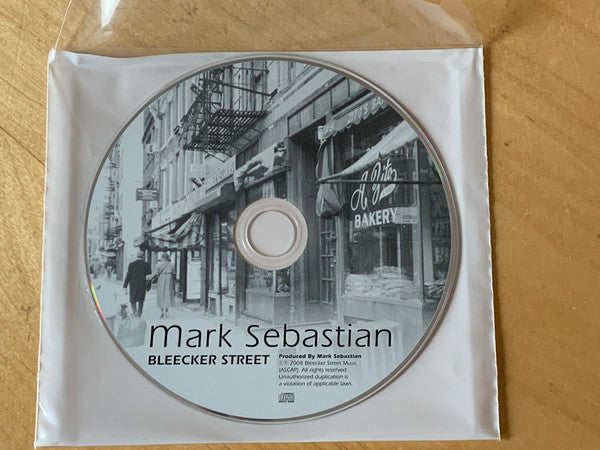 BAKERY
Mark Sebastian
BLEECKER STREET
Produced By Mark Sebastian
©℗ 2008 Bleecker Street Music
(ASCAP). All rights reserved.
Unauthorized duplication is
a violation of applicable laws.